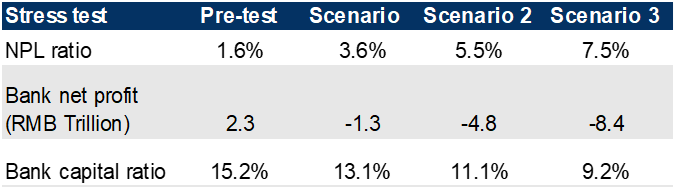 Stress test Pre-test Scenario Scenario 2 Scenario 3
NPL ratio 1.6% 3.6% 5.5% 7.5%
Bank net profit
(RMB Trillion) 2.3 -1.3 -4.8 -8.4
Bank capital ratio 15.2% 13.1% 11.1% 9.2%